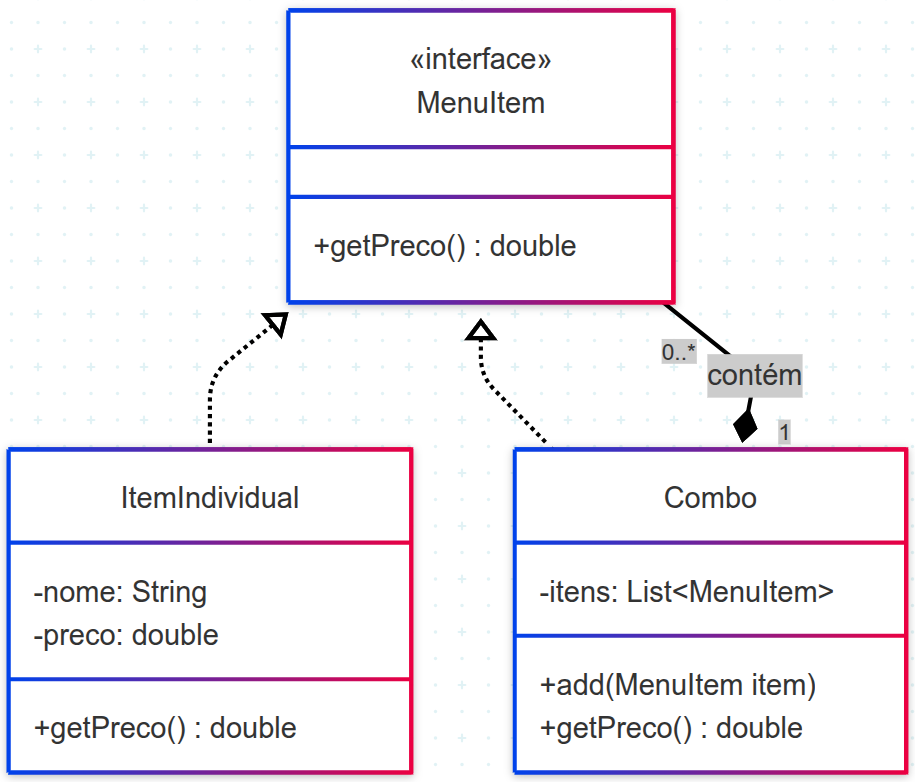 «interface»
MenuItem
+getPreco() : double
0..*
contém
1
ItemIndividual
-nome: String
-preco: double
+getPreco() : double
Combo
-itens: List<MenuItem>
+add(MenuItem item)
+getPreco() : double